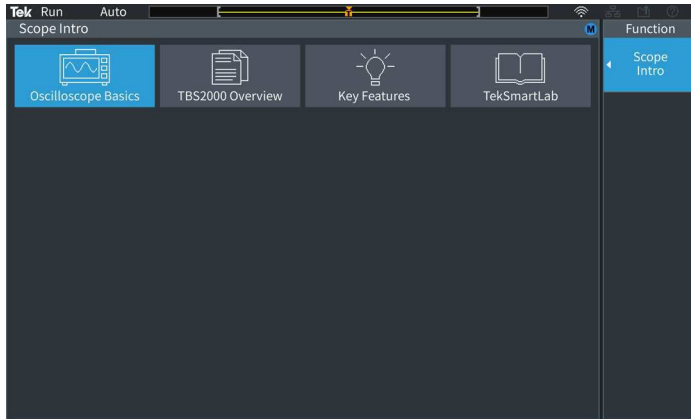 Tek Run Auto
Scope Intro
M
Function
Scope
Intro
Oscilloscope Basics
TBS2000 Overview
Key Features
TekSmartLab